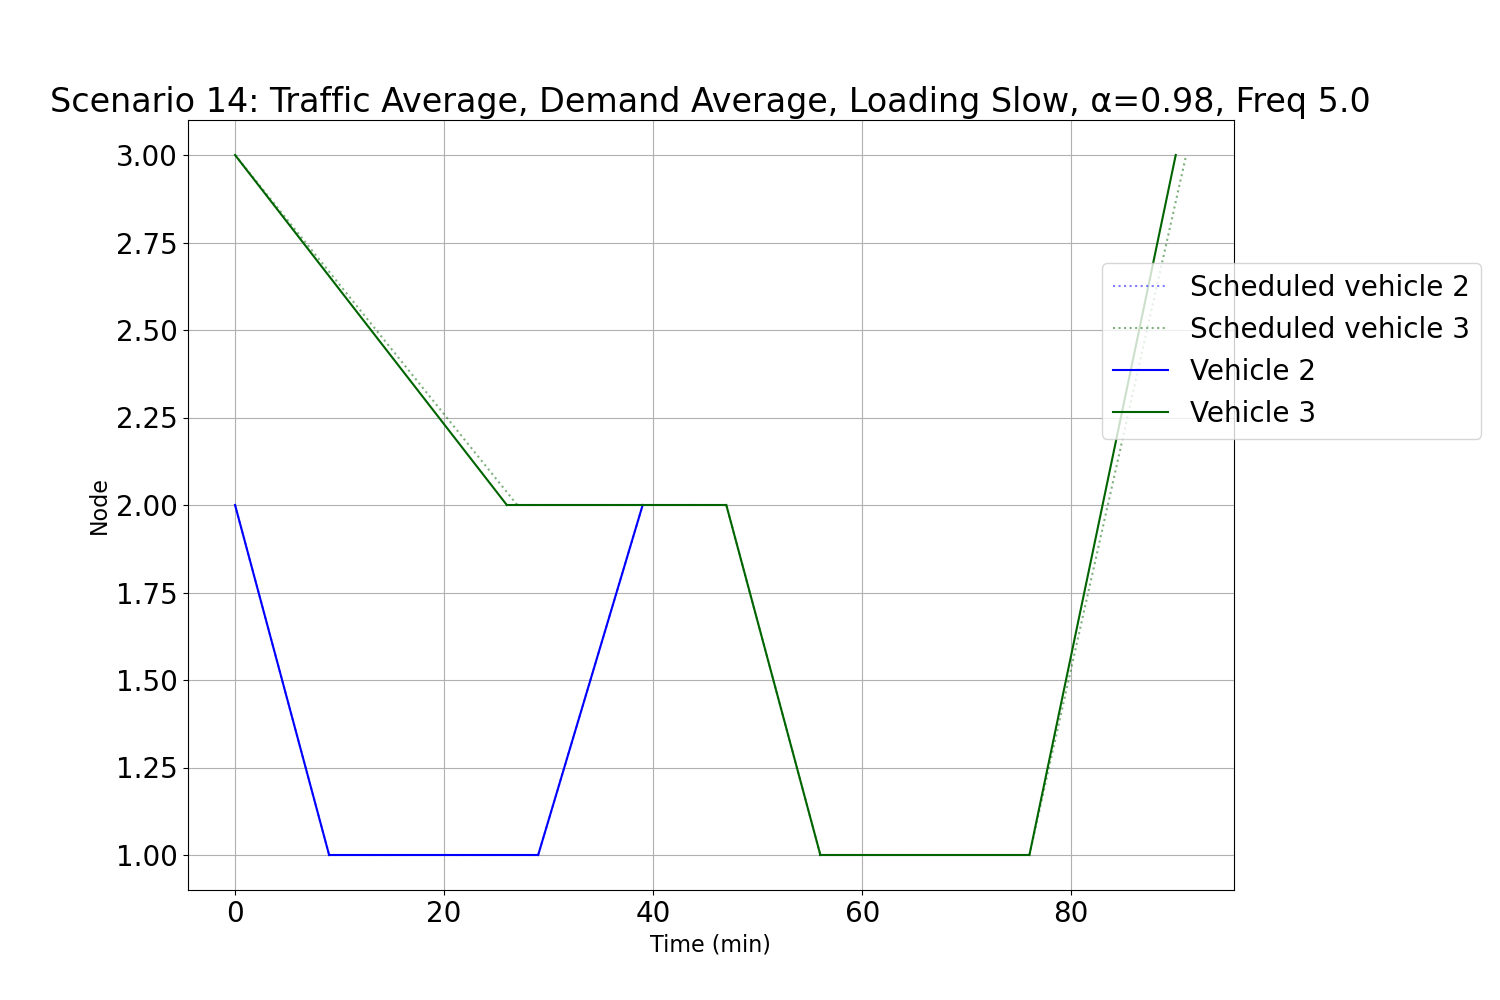 Scenario 14: Traffic Average, Demand Average, Loading Slow, α=0.98, Freq 5.0
3.00
2.75
2.50
2.25
2.00
1.75
1.50
1.25
1.00
Node
0 20 40 60 80
Time (min)
Scheduled vehicle 2
Scheduled vehicle 3
Vehicle 2
Vehicle 3